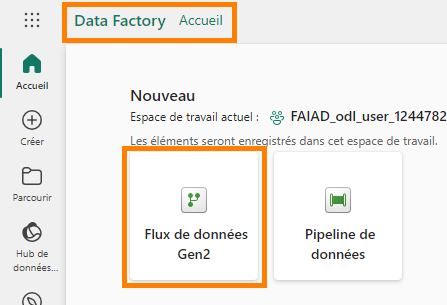 Data Factory Accueil
Accueil
Créer
Parcourir
Hub de
données...
Nouveau
Espace de travail actuel : FAIAD_odl_user_1244782
Les éléments seront enregistrés dans cet espace de travail.
Flux de données
Gen2
Pipeline de
données